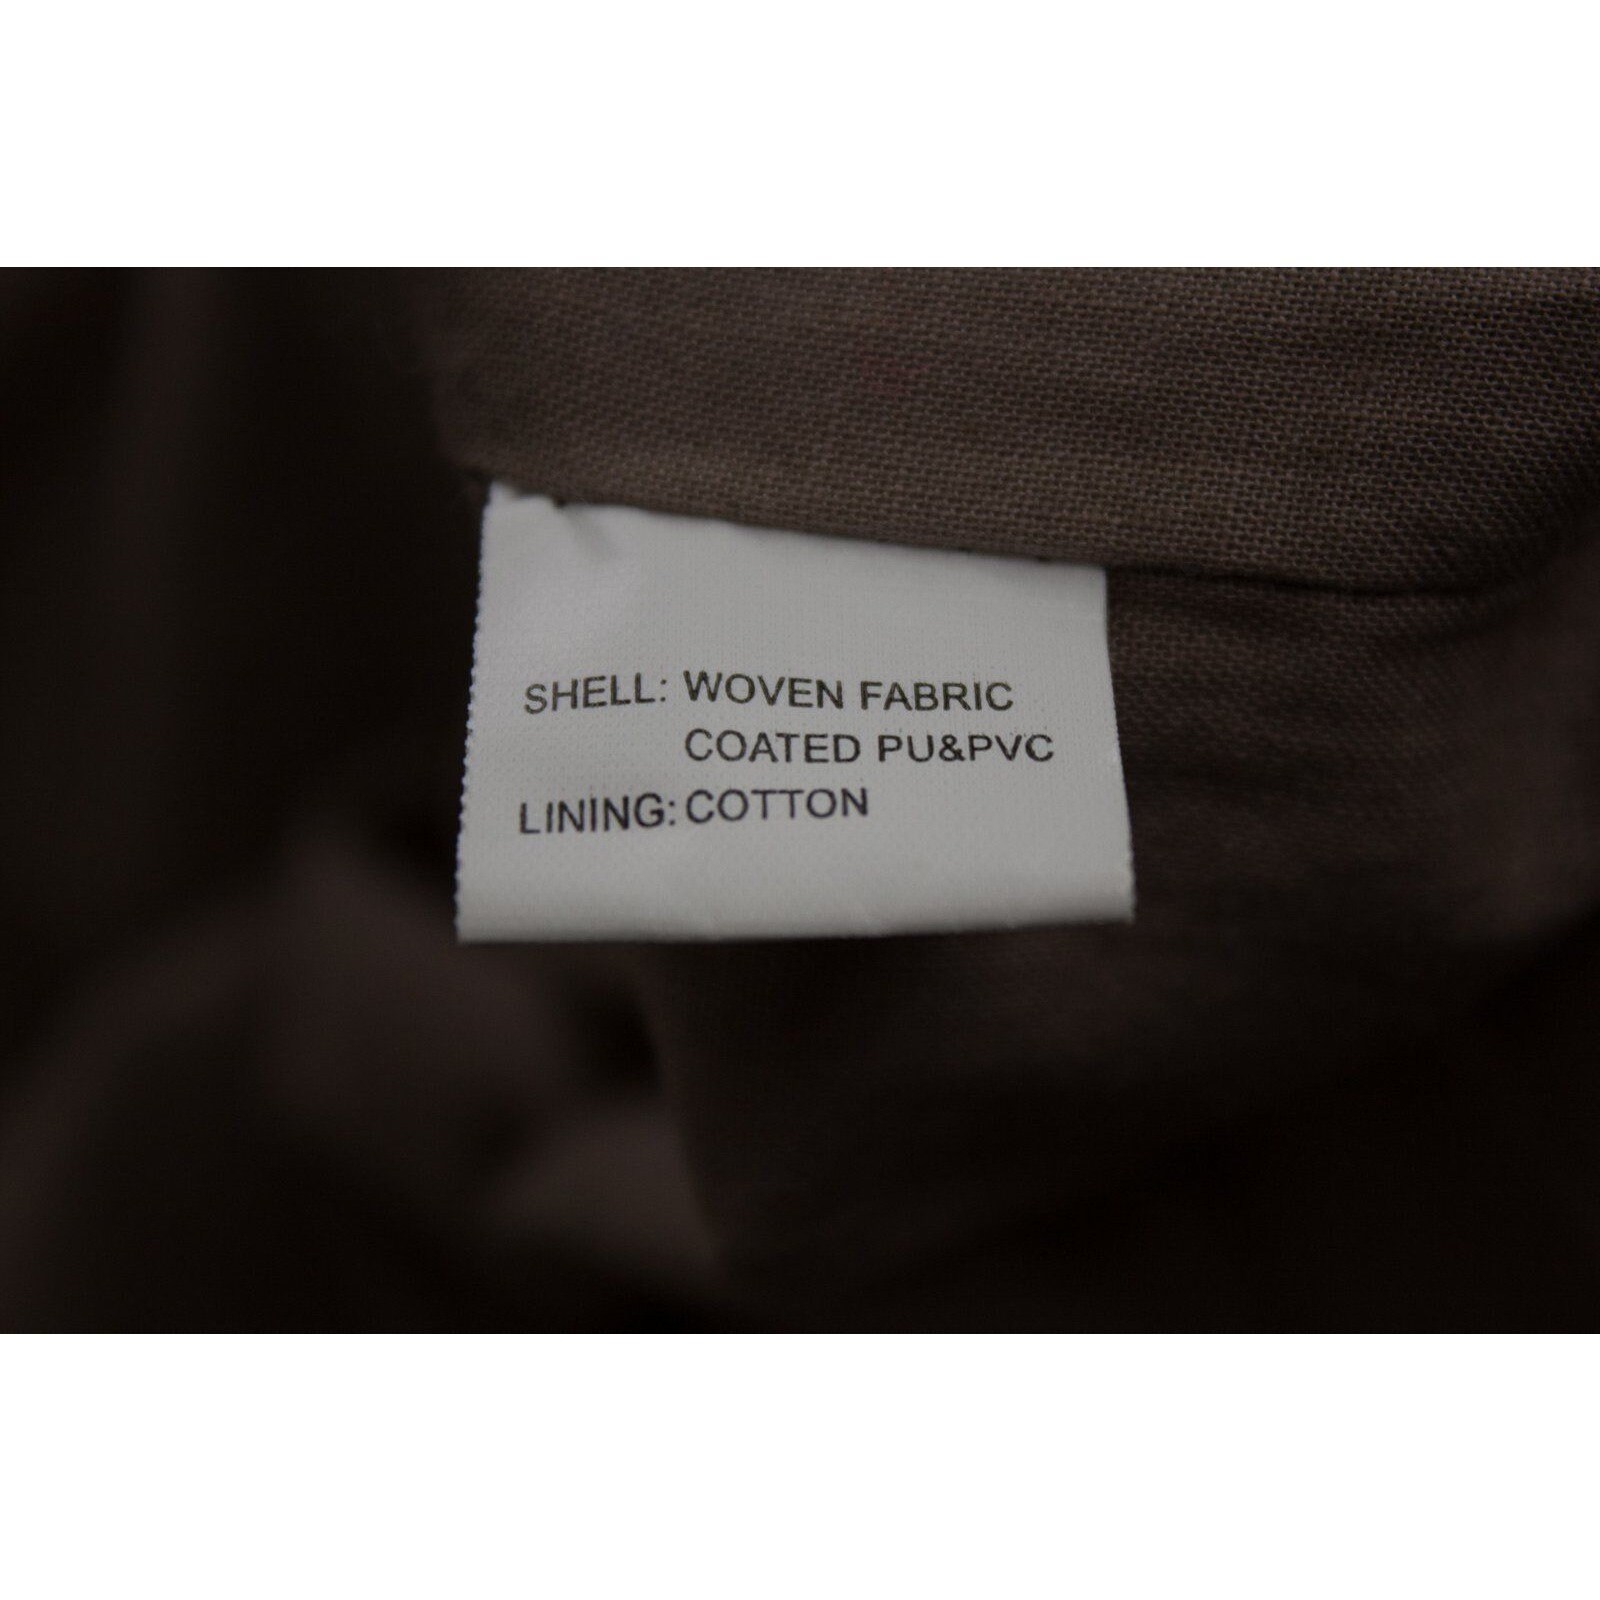 SHELL: WOVEN FABRIC
COATED PU&PVC
LINING: COTTON